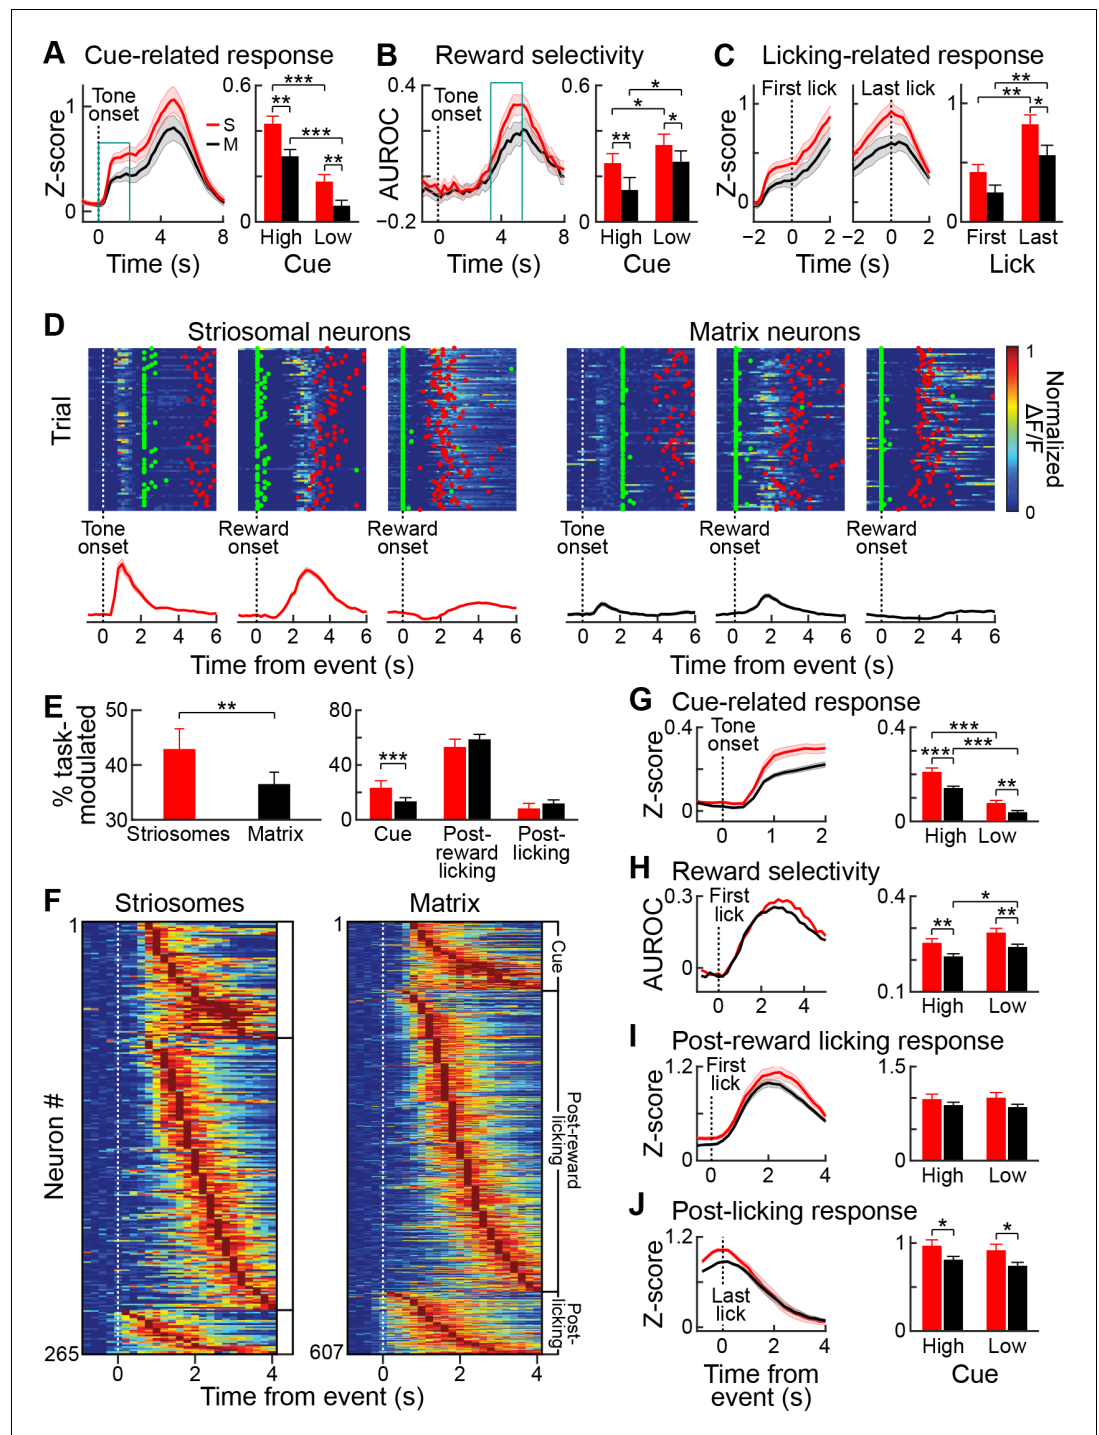 A Cue-related response
Z-score
1
0
Tone
onset
S
M
0 4 8
Time (s)
0.6
0
***
**
***
**
High Low
Cue
B Reward selectivity
AUROC
0.4
−0.2
Tone
onset
0 4 8
Time (s)
0.6
0
*
*
**
*
High Low
Cue
C Licking-related response
Z-score
1
0
First lick
Last lick
−2 0 2
−2 0 2
Time (s)
1
0
**
**
*
First Last
Lick
D
Striosomal neurons
Matrix neurons
Trial
1
0
Normalized
ΔF/F
Tone
onset
Reward
onset
Reward
onset
Tone
onset
Reward
onset
Reward
onset
0 2 4 6
0 2 4 6
0 2 4 6
0 2 4 6
0 2 4 6
0 2 4 6
Time from event (s)
Time from event (s)
E
% task-
modulated
50
40
30
**
Striosomes Matrix
80
40
0
***
Cue
Post-
reward
licking
Post-
licking
F Striosomes Matrix
Neuron #
1
265
1
607
Cue
Post-reward
licking
Post-
licking
0 2 4
0 2 4
Time from event (s)
G Cue-related response
Z-score
0.4
0
Tone
onset
0 1 2
0.4
0
***
***
***
**
High Low
H Reward selectivity
AUROC
0.3
0
First
lick
0 2 4
0.4
0.1
*
**
**
High Low
I Post-reward licking response
Z-score
1.2
0
First
lick
0 2 4
1.5
0
High Low
J Post-licking response
Z-score
1.2
0
Last
lick
0 2 4
Time from
event (s)
1
0
*
*
High Low
Cue